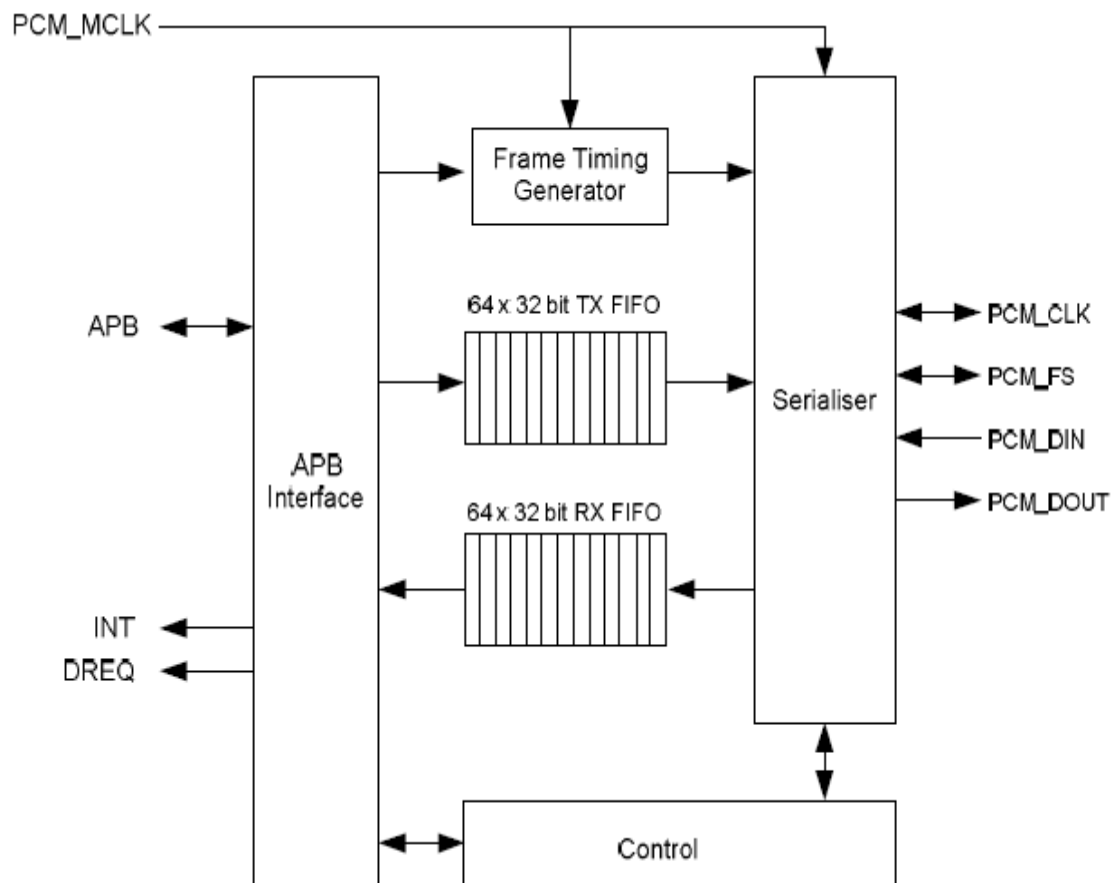 PCM_MCLK
Frame Timing
Generator
64 x 32 bit TX FIFO
APB
PCM_CLK
PCM_FS
Serialiser
PCM_DIN
APB
Interface
PCM_DOUT
64 x 32 bit RX FIFO
INT
DREQ
Control